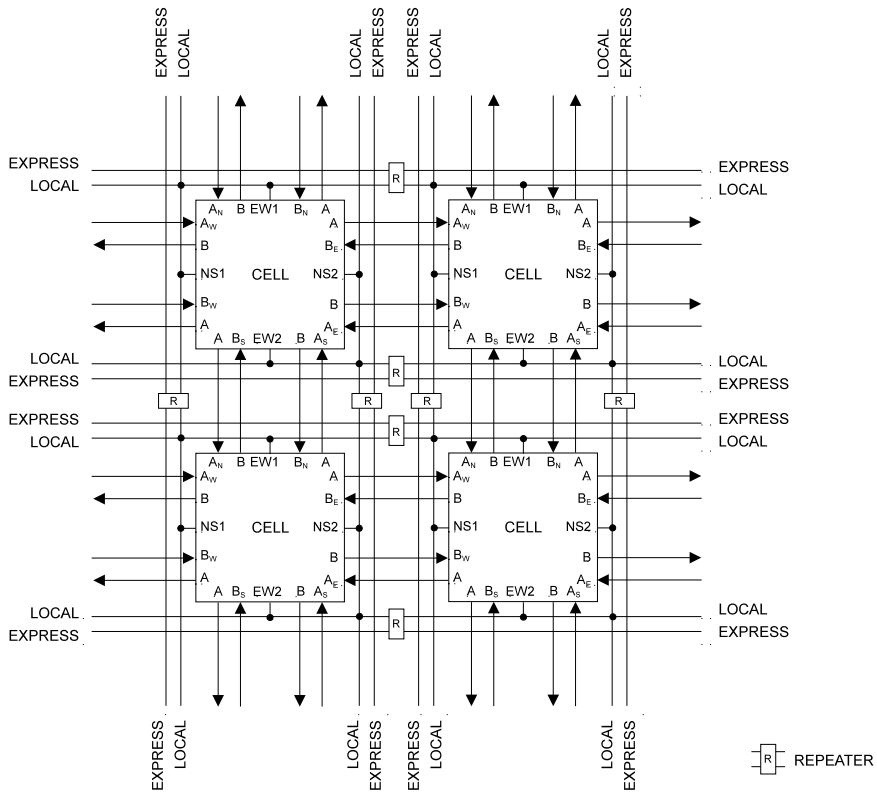 EXPRESS LOCAL LOCAL EXPRESS EXPRESS LOCAL LOCAL EXPRESS
EXPRESS R EXPRESS
LOCAL LOCAL
AN B EW1 BN A AN B EW1 BN A
AW A AW A
B BE B BE
NS1 CELL NS2 NS1 CELL NS2
BW B BW B
A AE A AE
A BS EW2 B AS A BS EW2 B AS
LOCAL R LOCAL
EXPRESS EXPRESS
R R R R
EXPRESS R EXPRESS
LOCAL LOCAL
AN B EW1 BN A AN B EW1 BN A
AW A AW A
B BE B BE
NS1 CELL NS2 NS1 CELL NS2
BW B BW B
A AE A AE
A BS EW2 B AS A BS EW2 B AS
LOCAL R LOCAL
EXPRESS EXPRESS
EXPRESS LOCAL LOCAL EXPRESS EXPRESS LOCAL LOCAL EXPRESS
R REPEATER